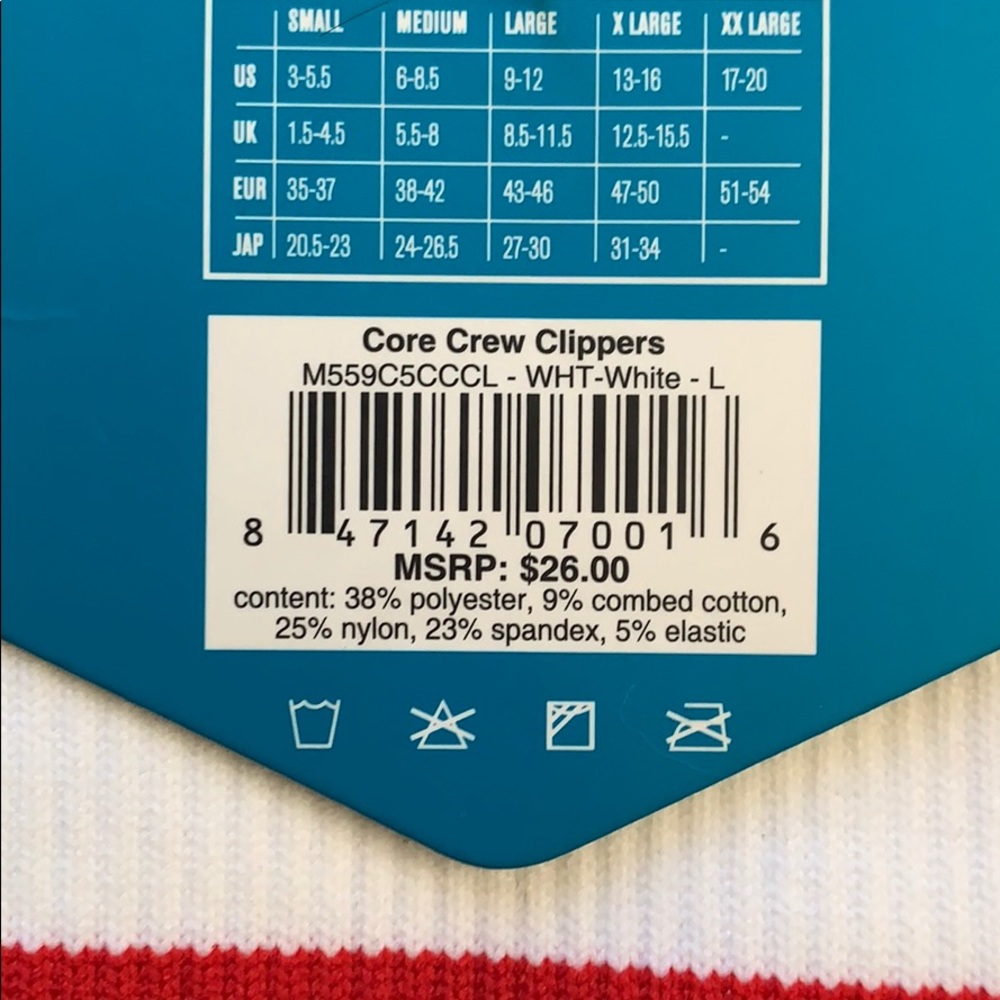 SMALL MEDIUM LARGE X LARGE XX LARGE
US 3-5.5 6-8.5 9-12 13-16 17-20
UK 1.5-4.5 5.5-8 8.5-11.5 12.5-15.5 -
EUR 35-37 38-42 43-46 47-50 51-54
JAP 20.5-23 24-26.5 27-30 31-34 -
Core Crew Clippers
M559C5CCCL - WHT-White - L
8 47142 07001 6
MSRP: $26.00
content: 38% polyester, 9% combed cotton,
25% nylon, 23% spandex, 5% elastic